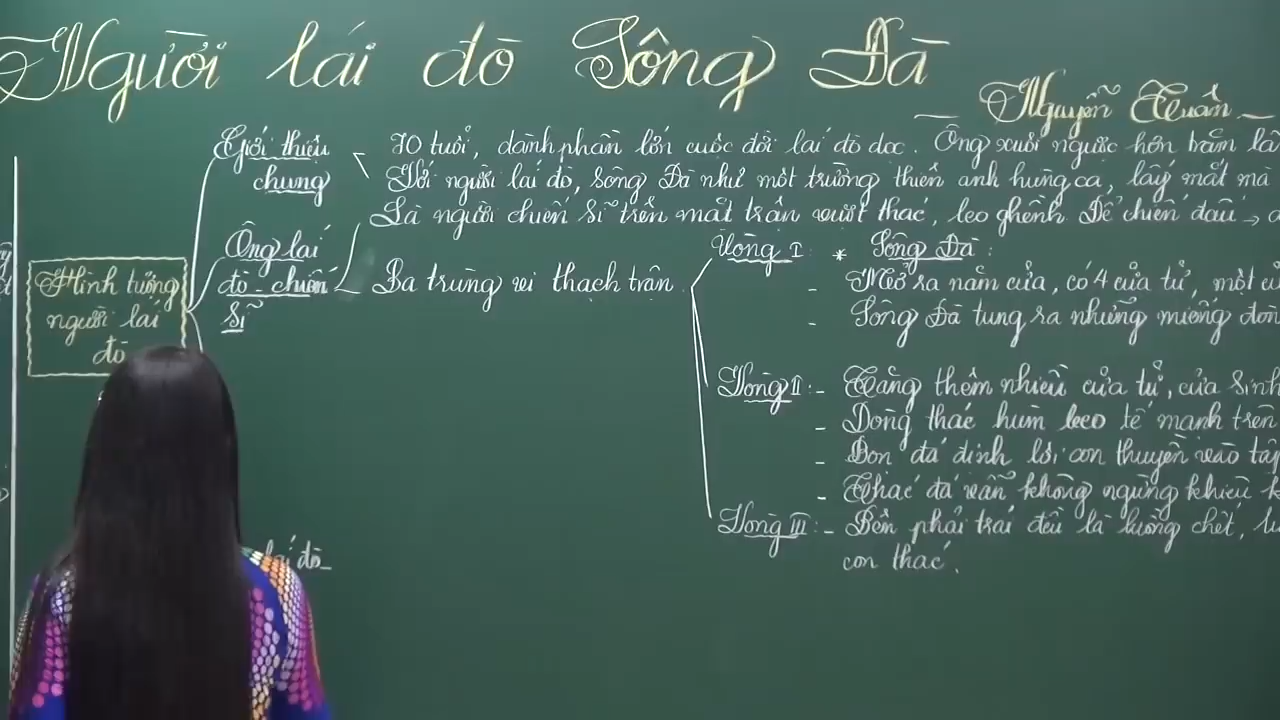 Người lái đò Sông Đà
_ Nguyễn Tuân _
Giới thiệu
chung
70 tuổi, dành phần lớn cuộc đời lái đò dọc. Ông xuôi ngược hơn trăm
Với người lái đò, Sông Đà như một trường thiên anh hùng ca, lấy mắt mà
Là người chiến sĩ trên mặt trận vượt thác, leo ghềnh. Để chiến đấu →
Ông lái
đò - chiến
sĩ
Ba trùng vi thạch trận
Hình tượng
người lái
đò
Vòng I
* Sông Đà:
- Mở ra năm cửa, có 4 cửa tử, một
- Sông Đà tung ra những miếng đòn
Vòng II:
- Tăng thêm nhiều cửa tử, cửa sinh
- Dòng thác hùm beo tế mạnh trên
- Bọn đá định lôi con thuyền vào
- Thác đá vẫn không ngừng khiêu
Vòng III:
- Bên phải trái đều là luồng chết,
con thác.
lái đò